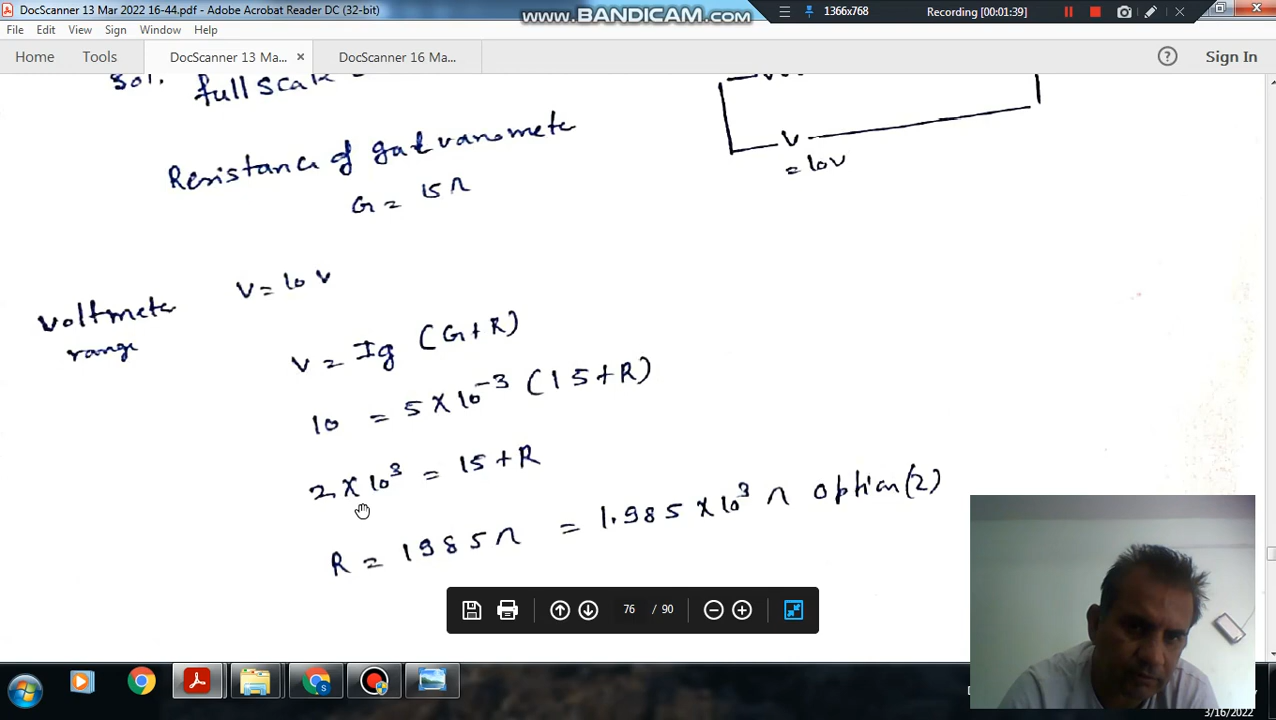 DocScanner 13 Mar 2022 16-44.pdf - Adobe Acrobat Reader DC (32-bit)
www.BANDICAM.com
1366x768
Recording [00:01:39]
File Edit View Sign Window Help
Home Tools DocScanner 13 Ma... × DocScanner 16 Ma...
Sign In
Sol. full scale
Resistance of galvanometer
G = 15 Ω
V
= 10V
Voltmeter range
V = 10 V
V = Ig (G+R)
10 = 5×10⁻³ (15+R)
2×10³ = 15+R
R = 1985Ω = 1.985 ×10³ Ω option(2)
76 / 90
3/16/2022